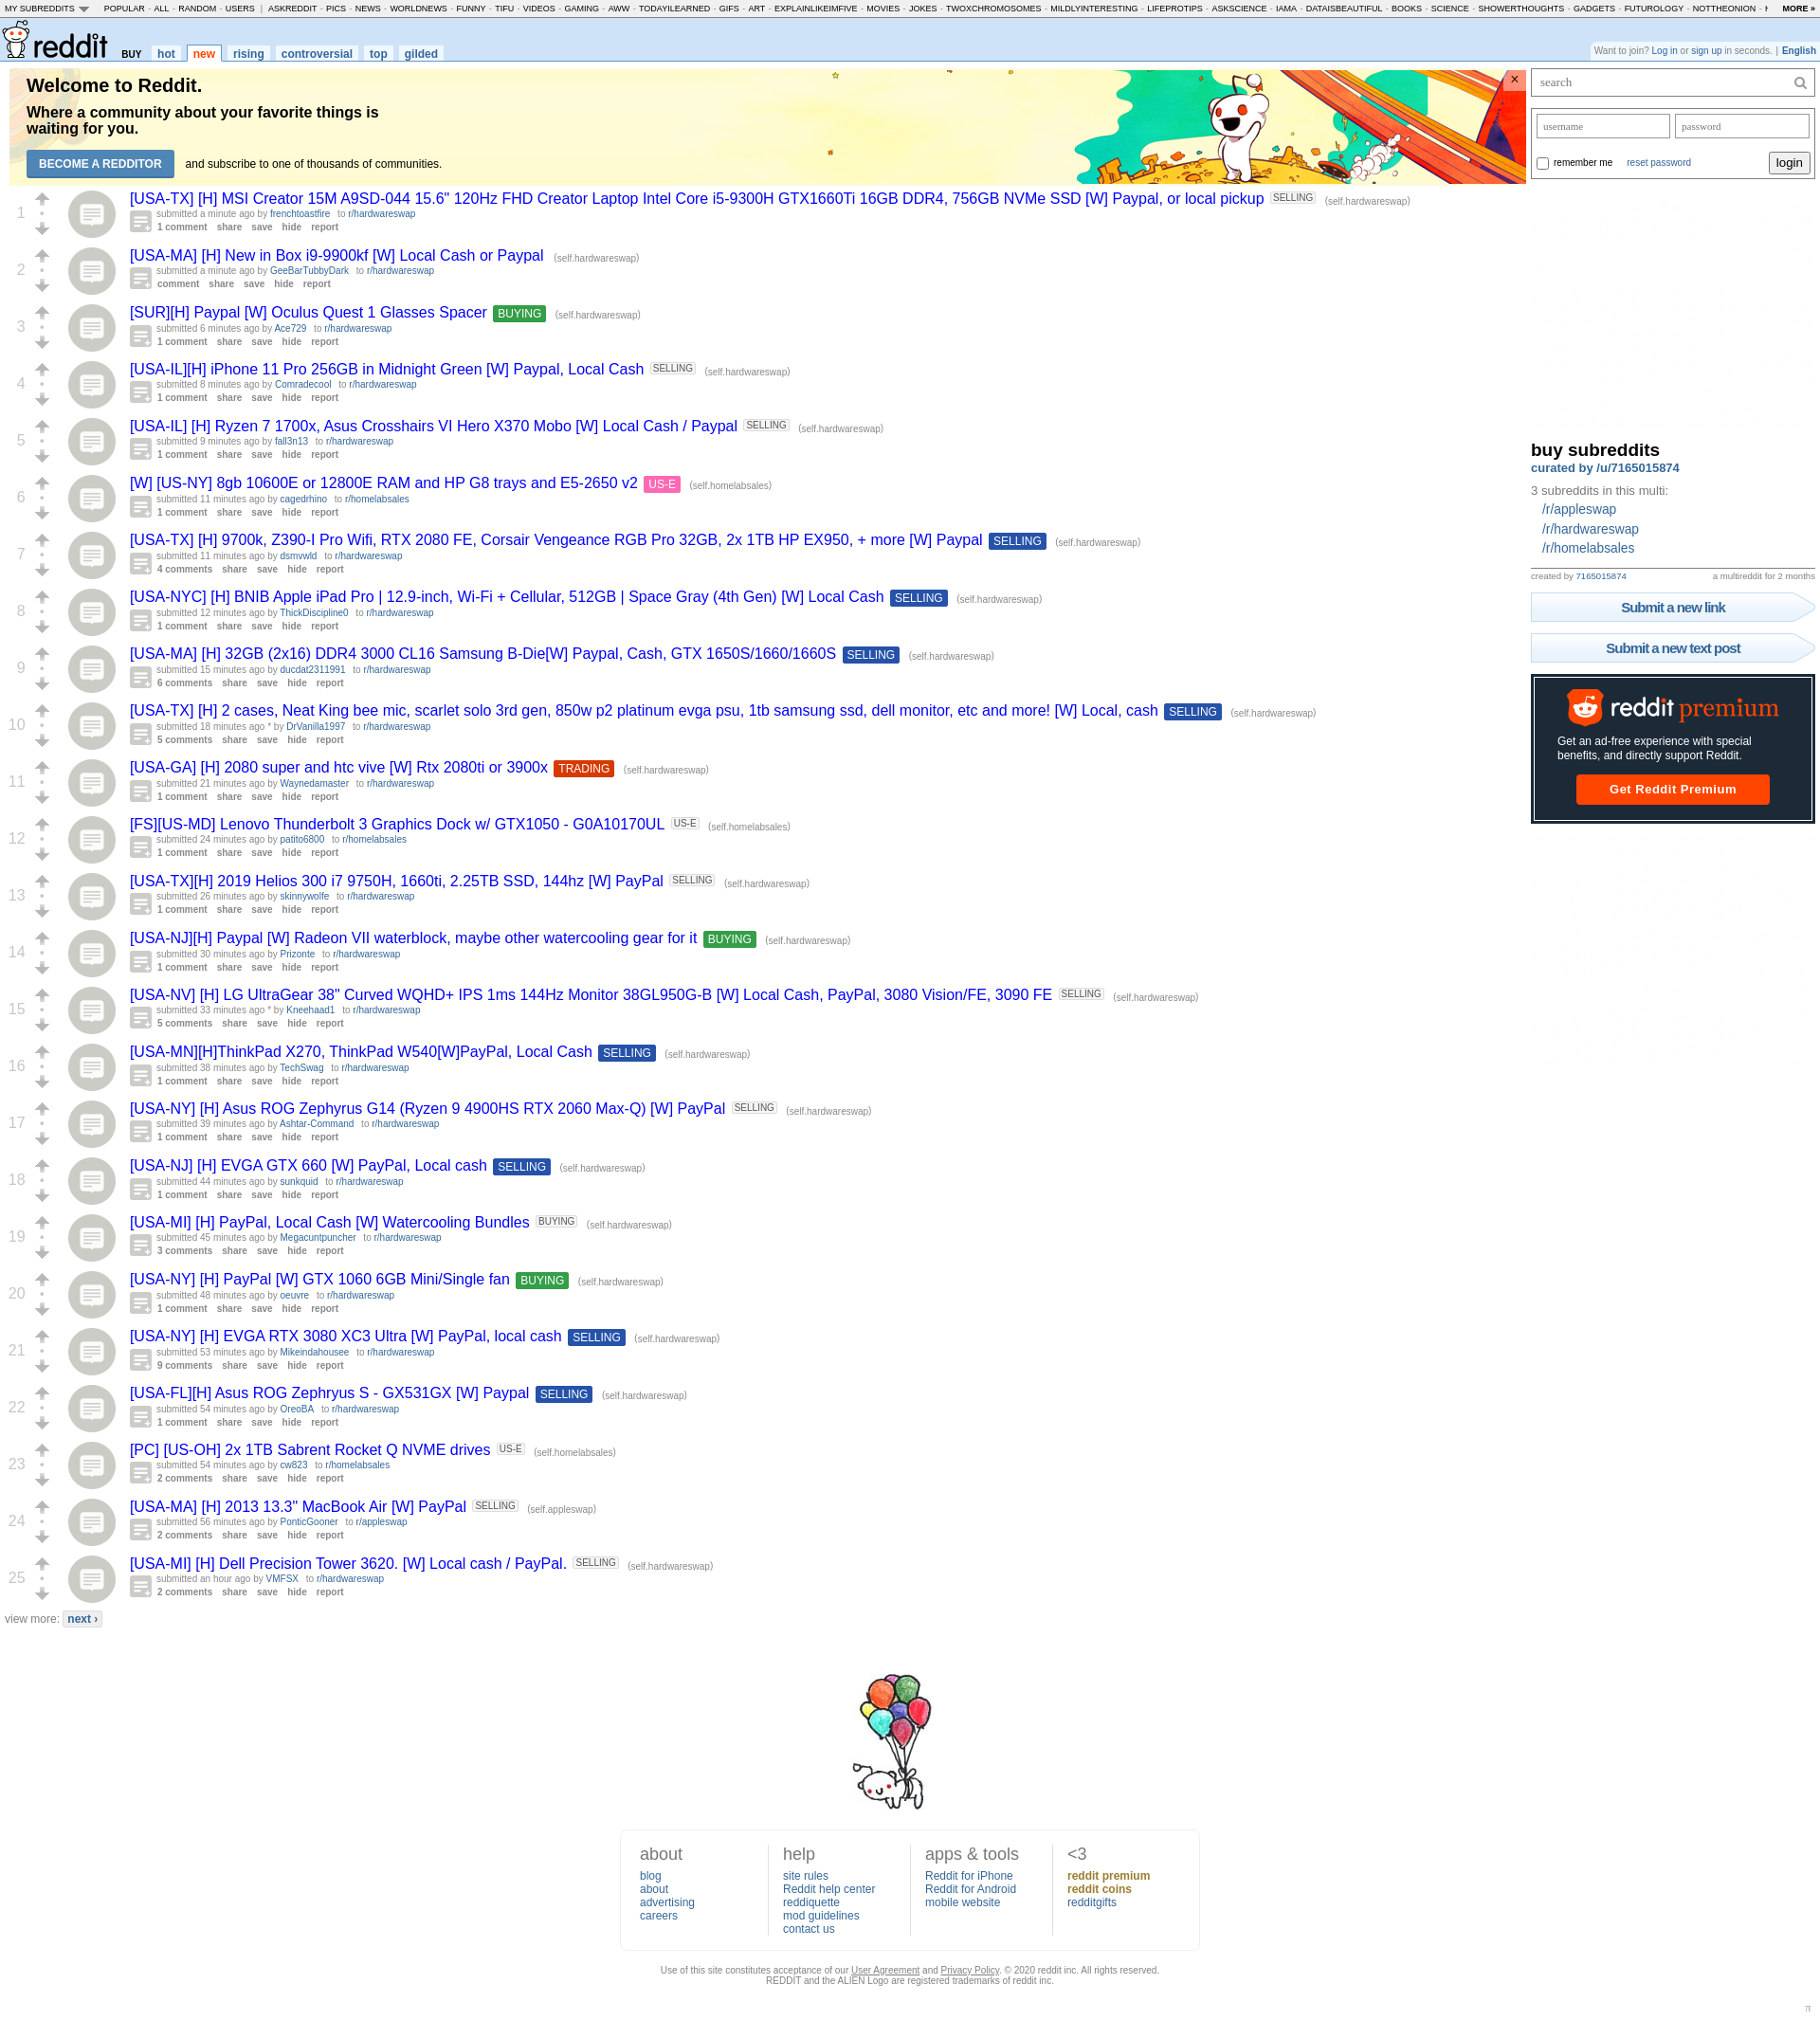 MY SUBREDDITS POPULAR - ALL - RANDOM - USERS | ASKREDDIT - PICS - NEWS - WORLDNEWS - FUNNY - TIFU - VIDEOS - GAMING - AWW - TODAYILEARNED - GIFS - ART - EXPLAINLIKEIMFIVE - MOVIES - JOKES - TWOXCHROMOSOMES - MILDLYINTERESTING - LIFEPROTIPS - ASKSCIENCE - IAMA - DATAISBEAUTIFUL - BOOKS - SCIENCE - SHOWERTHOUGHTS - GADGETS - FUTUROLOGY - NOTTHEONION - MORE »
reddit BUY hot new rising controversial top gilded
Want to join? Log in or sign up in seconds. | English
Welcome to Reddit.
Where a community about your favorite things is
waiting for you.
BECOME A REDDITOR and subscribe to one of thousands of communities.
×
search
username password
remember me reset password login
1 [USA-TX] [H] MSI Creator 15M A9SD-044 15.6" 120Hz FHD Creator Laptop Intel Core i5-9300H GTX1660Ti 16GB DDR4, 756GB NVMe SSD [W] Paypal, or local pickup SELLING (self.hardwareswap)
submitted a minute ago by frenchtoastfire to r/hardwareswap
1 comment share save hide report
2 [USA-MA] [H] New in Box i9-9900kf [W] Local Cash or Paypal (self.hardwareswap)
submitted a minute ago by GeeBarTubbyDark to r/hardwareswap
comment share save hide report
3 [SUR][H] Paypal [W] Oculus Quest 1 Glasses Spacer BUYING (self.hardwareswap)
submitted 6 minutes ago by Ace729 to r/hardwareswap
1 comment share save hide report
4 [USA-IL][H] iPhone 11 Pro 256GB in Midnight Green [W] Paypal, Local Cash SELLING (self.hardwareswap)
submitted 8 minutes ago by Comradecool to r/hardwareswap
1 comment share save hide report
5 [USA-IL] [H] Ryzen 7 1700x, Asus Crosshairs VI Hero X370 Mobo [W] Local Cash / Paypal SELLING (self.hardwareswap)
submitted 9 minutes ago by fall3n13 to r/hardwareswap
1 comment share save hide report
6 [W] [US-NY] 8gb 10600E or 12800E RAM and HP G8 trays and E5-2650 v2 US-E (self.homelabsales)
submitted 11 minutes ago by cagedrhino to r/homelabsales
1 comment share save hide report
7 [USA-TX] [H] 9700k, Z390-I Pro Wifi, RTX 2080 FE, Corsair Vengeance RGB Pro 32GB, 2x 1TB HP EX950, + more [W] Paypal SELLING (self.hardwareswap)
submitted 11 minutes ago by dsmvwld to r/hardwareswap
4 comments share save hide report
8 [USA-NYC] [H] BNIB Apple iPad Pro | 12.9-inch, Wi-Fi + Cellular, 512GB | Space Gray (4th Gen) [W] Local Cash SELLING (self.hardwareswap)
submitted 12 minutes ago by ThickDiscipline0 to r/hardwareswap
1 comment share save hide report
9 [USA-MA] [H] 32GB (2x16) DDR4 3000 CL16 Samsung B-Die[W] Paypal, Cash, GTX 1650S/1660/1660S SELLING (self.hardwareswap)
submitted 15 minutes ago by ducdat2311991 to r/hardwareswap
6 comments share save hide report
10 [USA-TX] [H] 2 cases, Neat King bee mic, scarlet solo 3rd gen, 850w p2 platinum evga psu, 1tb samsung ssd, dell monitor, etc and more! [W] Local, cash SELLING (self.hardwareswap)
submitted 18 minutes ago * by DrVanilla1997 to r/hardwareswap
5 comments share save hide report
11 [USA-GA] [H] 2080 super and htc vive [W] Rtx 2080ti or 3900x TRADING (self.hardwareswap)
submitted 21 minutes ago by Waynedamaster to r/hardwareswap
1 comment share save hide report
12 [FS][US-MD] Lenovo Thunderbolt 3 Graphics Dock w/ GTX1050 - G0A10170UL US-E (self.homelabsales)
submitted 24 minutes ago by patito6800 to r/homelabsales
1 comment share save hide report
13 [USA-TX][H] 2019 Helios 300 i7 9750H, 1660ti, 2.25TB SSD, 144hz [W] PayPal SELLING (self.hardwareswap)
submitted 26 minutes ago by skinnywolfe to r/hardwareswap
1 comment share save hide report
14 [USA-NJ][H] Paypal [W] Radeon VII waterblock, maybe other watercooling gear for it BUYING (self.hardwareswap)
submitted 30 minutes ago by Prizonte to r/hardwareswap
1 comment share save hide report
15 [USA-NV] [H] LG UltraGear 38" Curved WQHD+ IPS 1ms 144Hz Monitor 38GL950G-B [W] Local Cash, PayPal, 3080 Vision/FE, 3090 FE SELLING (self.hardwareswap)
submitted 33 minutes ago * by Kneehaad1 to r/hardwareswap
5 comments share save hide report
16 [USA-MN][H]ThinkPad X270, ThinkPad W540[W]PayPal, Local Cash SELLING (self.hardwareswap)
submitted 38 minutes ago by TechSwag to r/hardwareswap
1 comment share save hide report
17 [USA-NY] [H] Asus ROG Zephyrus G14 (Ryzen 9 4900HS RTX 2060 Max-Q) [W] PayPal SELLING (self.hardwareswap)
submitted 39 minutes ago by Ashtar-Command to r/hardwareswap
1 comment share save hide report
18 [USA-NJ] [H] EVGA GTX 660 [W] PayPal, Local cash SELLING (self.hardwareswap)
submitted 44 minutes ago by sunkquid to r/hardwareswap
1 comment share save hide report
19 [USA-MI] [H] PayPal, Local Cash [W] Watercooling Bundles BUYING (self.hardwareswap)
submitted 45 minutes ago by Megacuntpuncher to r/hardwareswap
3 comments share save hide report
20 [USA-NY] [H] PayPal [W] GTX 1060 6GB Mini/Single fan BUYING (self.hardwareswap)
submitted 48 minutes ago by oeuvre to r/hardwareswap
1 comment share save hide report
21 [USA-NY] [H] EVGA RTX 3080 XC3 Ultra [W] PayPal, local cash SELLING (self.hardwareswap)
submitted 53 minutes ago by Mikeindahousee to r/hardwareswap
9 comments share save hide report
22 [USA-FL][H] Asus ROG Zephryus S - GX531GX [W] Paypal SELLING (self.hardwareswap)
submitted 54 minutes ago by OreoBA to r/hardwareswap
1 comment share save hide report
23 [PC] [US-OH] 2x 1TB Sabrent Rocket Q NVME drives US-E (self.homelabsales)
submitted 54 minutes ago by cw823 to r/homelabsales
2 comments share save hide report
24 [USA-MA] [H] 2013 13.3" MacBook Air [W] PayPal SELLING (self.appleswap)
submitted 56 minutes ago by PonticGooner to r/appleswap
2 comments share save hide report
25 [USA-MI] [H] Dell Precision Tower 3620. [W] Local cash / PayPal. SELLING (self.hardwareswap)
submitted an hour ago by VMFSX to r/hardwareswap
2 comments share save hide report
view more: next ›
buy subreddits
curated by /u/7165015874
3 subreddits in this multi:
/r/appleswap
/r/hardwareswap
/r/homelabsales
created by 7165015874 a multireddit for 2 months
Submit a new link
Submit a new text post
reddit premium
Get an ad-free experience with special
benefits, and directly support Reddit.
Get Reddit Premium
about
blog
about
advertising
careers
help
site rules
Reddit help center
reddiquette
mod guidelines
contact us
apps & tools
Reddit for iPhone
Reddit for Android
mobile website
<3
reddit premium
reddit coins
redditgifts
Use of this site constitutes acceptance of our User Agreement and Privacy Policy. © 2020 reddit inc. All rights reserved.
REDDIT and the ALIEN Logo are registered trademarks of reddit inc.
π